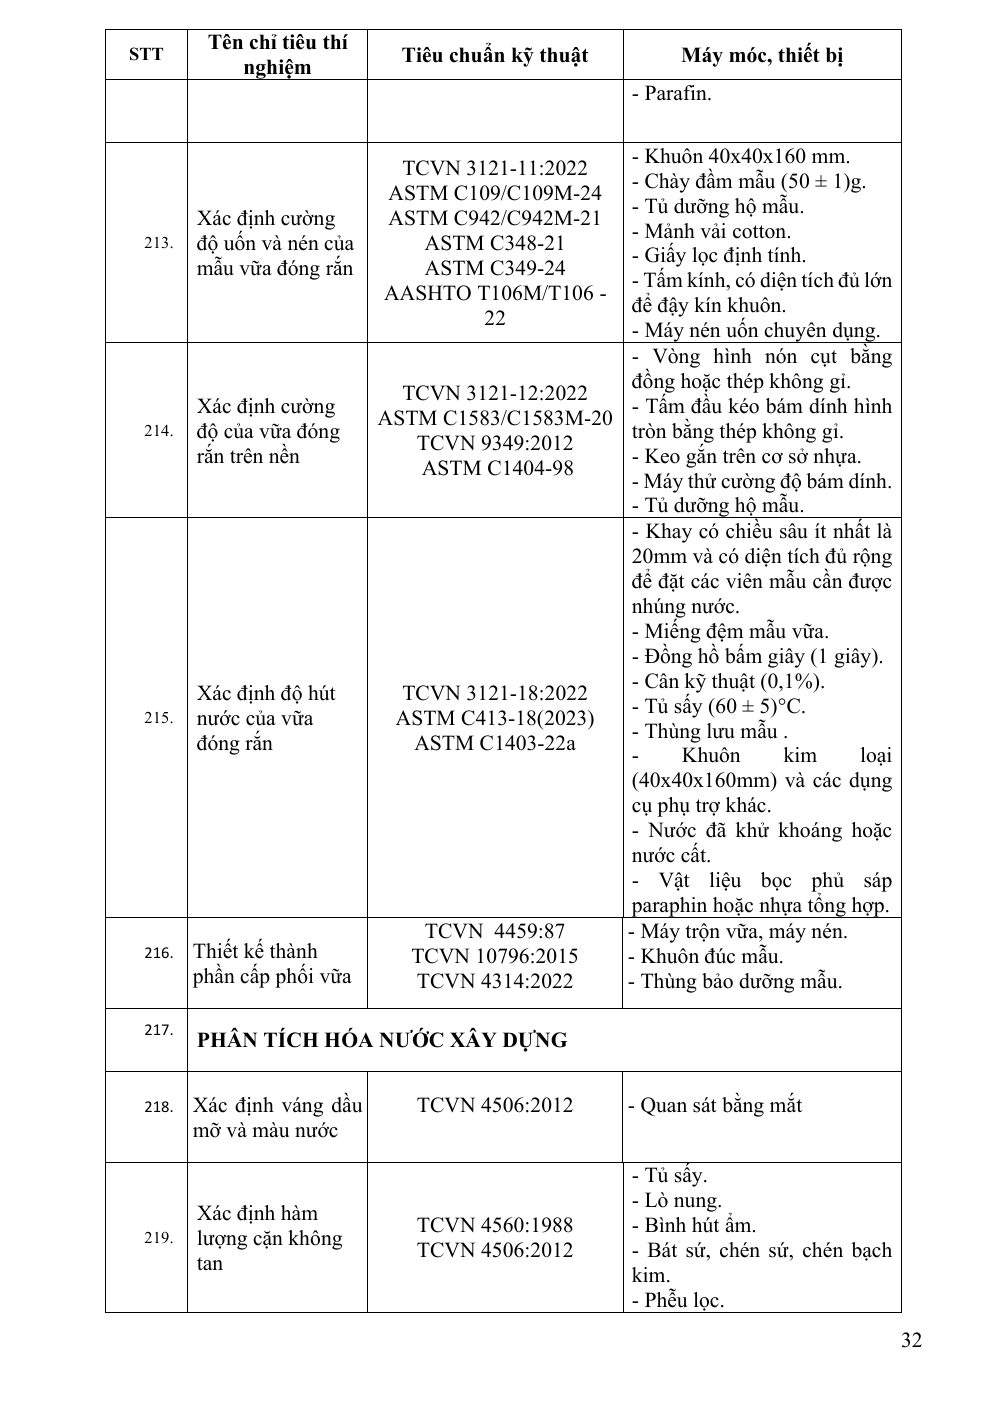 STT
Tên chỉ tiêu thí
nghiệm
Tiêu chuẩn kỹ thuật
Máy móc, thiết bị
- Parafin.
213.
Xác định cường
độ uốn và nén của
mẫu vữa đóng rắn
TCVN 3121-11:2022
ASTM C109/C109M-24
ASTM C942/C942M-21
ASTM C348-21
ASTM C349-24
AASHTO T106M/T106 -
22
- Khuôn 40x40x160 mm.
- Chày đầm mẫu (50 ± 1)g.
- Tủ dưỡng hộ mẫu.
- Mảnh vải cotton.
- Giấy lọc định tính.
- Tấm kính, có diện tích đủ lớn
để đậy kín khuôn.
- Máy nén uốn chuyên dụng.
214.
Xác định cường
độ của vữa đóng
rắn trên nền
TCVN 3121-12:2022
ASTM C1583/C1583M-20
TCVN 9349:2012
ASTM C1404-98
- Vòng hình nón cụt bằng
đồng hoặc thép không gỉ.
- Tấm đầu kéo bám dính hình
tròn bằng thép không gỉ.
- Keo gắn trên cơ sở nhựa.
- Máy thử cường độ bám dính.
- Tủ dưỡng hộ mẫu.
215.
Xác định độ hút
nước của vữa
đóng rắn
TCVN 3121-18:2022
ASTM C413-18(2023)
ASTM C1403-22a
- Khay có chiều sâu ít nhất là
20mm và có diện tích đủ rộng
để đặt các viên mẫu cần được
nhúng nước.
- Miếng đệm mẫu vữa.
- Đồng hồ bấm giây (1 giây).
- Cân kỹ thuật (0,1%).
- Tủ sấy (60 ± 5)°C.
- Thùng lưu mẫu .
- Khuôn kim loại
(40x40x160mm) và các dụng
cụ phụ trợ khác.
- Nước đã khử khoáng hoặc
nước cất.
- Vật liệu bọc phủ sáp
paraphin hoặc nhựa tổng hợp.
216.
Thiết kế thành
phần cấp phối vữa
TCVN 4459:87
TCVN 10796:2015
TCVN 4314:2022
- Máy trộn vữa, máy nén.
- Khuôn đúc mẫu.
- Thùng bảo dưỡng mẫu.
217.
PHÂN TÍCH HÓA NƯỚC XÂY DỰNG
218.
Xác định váng dầu
mỡ và màu nước
TCVN 4506:2012
- Quan sát bằng mắt
219.
Xác định hàm
lượng cặn không
tan
TCVN 4560:1988
TCVN 4506:2012
- Tủ sấy.
- Lò nung.
- Bình hút ẩm.
- Bát sứ, chén sứ, chén bạch
kim.
- Phễu lọc.
32